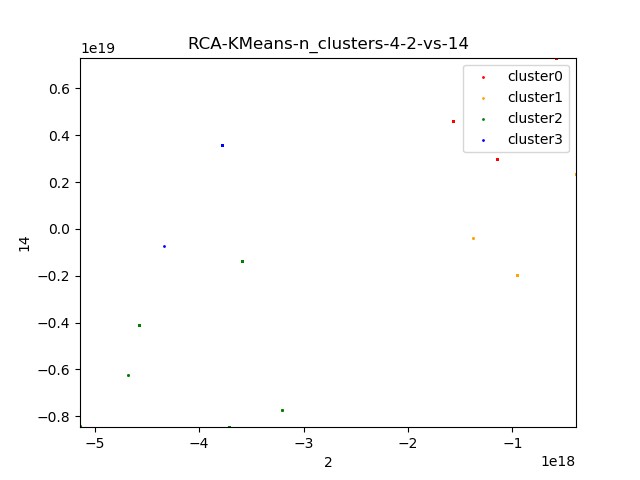 RCA-KMeans-n_clusters-4-2-vs-14
1e19
cluster0
cluster1
cluster2
cluster3
0.6
0.4
0.2
0.0
−0.2
−0.4
−0.6
−0.8
14
−5
−4
−3
−2
−1
2
1e18